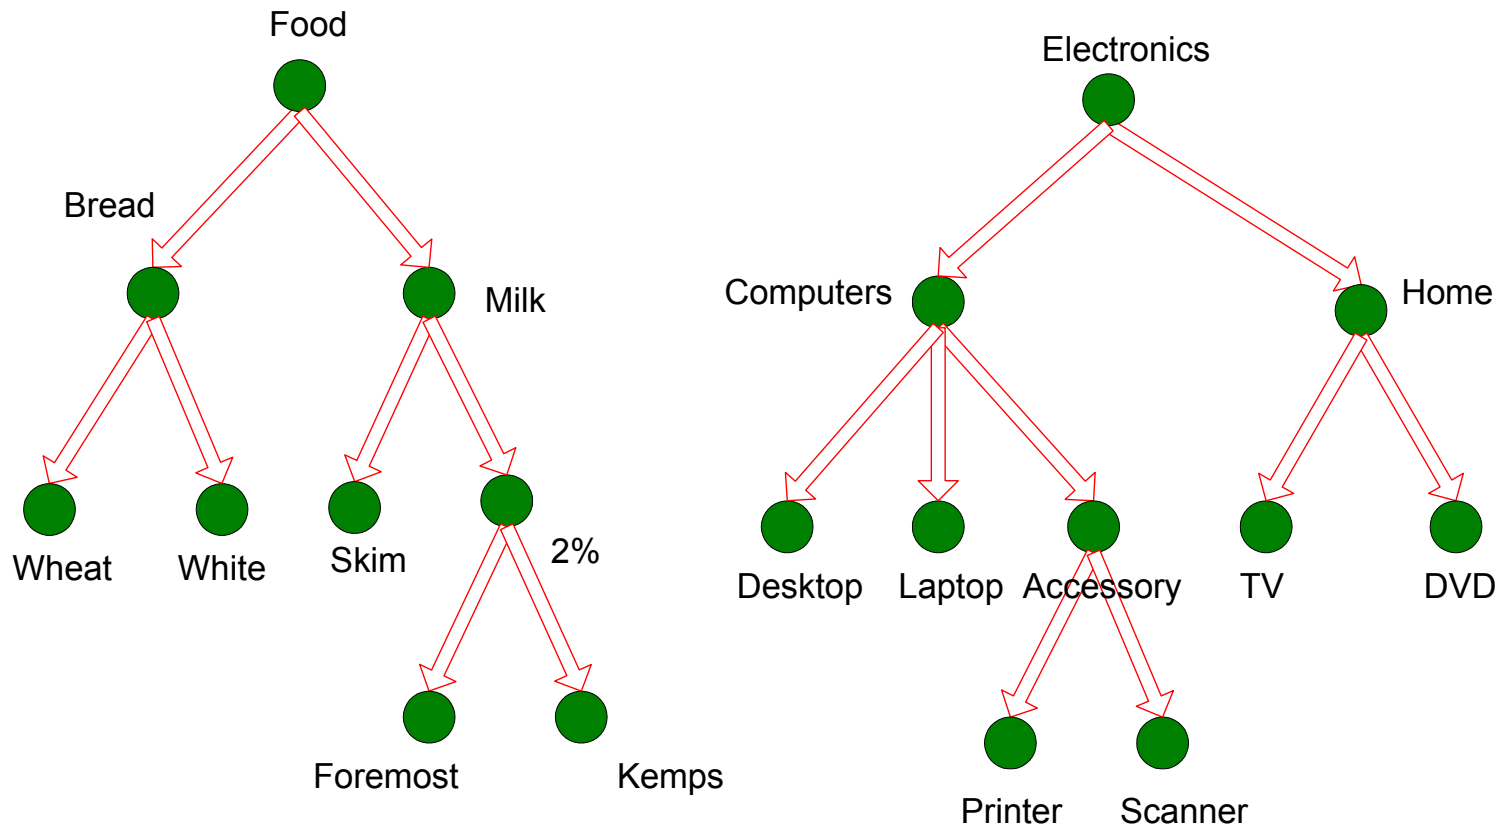 Food
Electronics
Bread
Milk
Computers
Home
Wheat
White
Skim
2%
Desktop
Laptop
Accessory
TV
DVD
Foremost
Kemps
Printer
Scanner